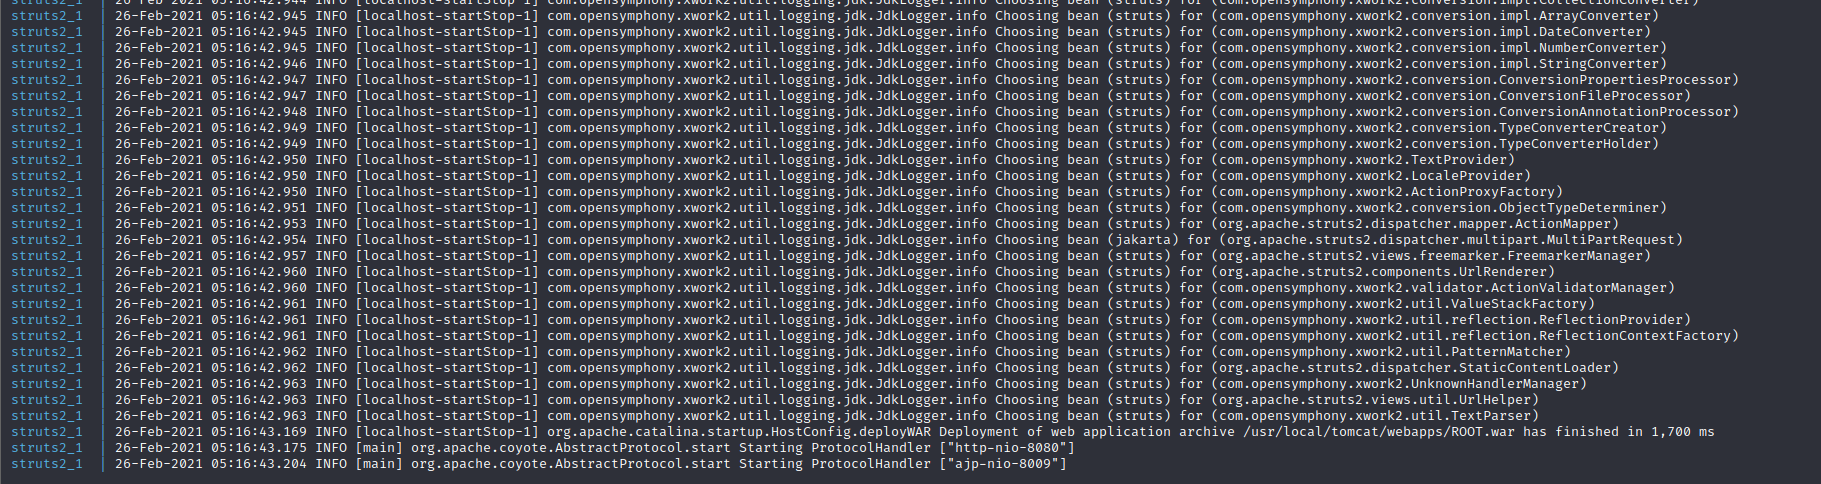 struts2_1  | 26-Feb-2021 05:16:42.944 INFO [localhost-startStop-1] com.opensymphony.xwork2.util.logging.jdk.JdkLogger.info Choosing bean (struts) for (com.opensymphony.xwork2.conversion.impl.CollectionConverter)
struts2_1  | 26-Feb-2021 05:16:42.945 INFO [localhost-startStop-1] com.opensymphony.xwork2.util.logging.jdk.JdkLogger.info Choosing bean (struts) for (com.opensymphony.xwork2.conversion.impl.ArrayConverter)
struts2_1  | 26-Feb-2021 05:16:42.945 INFO [localhost-startStop-1] com.opensymphony.xwork2.util.logging.jdk.JdkLogger.info Choosing bean (struts) for (com.opensymphony.xwork2.conversion.impl.DateConverter)
struts2_1  | 26-Feb-2021 05:16:42.945 INFO [localhost-startStop-1] com.opensymphony.xwork2.util.logging.jdk.JdkLogger.info Choosing bean (struts) for (com.opensymphony.xwork2.conversion.impl.NumberConverter)
struts2_1  | 26-Feb-2021 05:16:42.946 INFO [localhost-startStop-1] com.opensymphony.xwork2.util.logging.jdk.JdkLogger.info Choosing bean (struts) for (com.opensymphony.xwork2.conversion.impl.StringConverter)
struts2_1  | 26-Feb-2021 05:16:42.947 INFO [localhost-startStop-1] com.opensymphony.xwork2.util.logging.jdk.JdkLogger.info Choosing bean (struts) for (com.opensymphony.xwork2.conversion.ConversionPropertiesProcessor)
struts2_1  | 26-Feb-2021 05:16:42.947 INFO [localhost-startStop-1] com.opensymphony.xwork2.util.logging.jdk.JdkLogger.info Choosing bean (struts) for (com.opensymphony.xwork2.conversion.ConversionFileProcessor)
struts2_1  | 26-Feb-2021 05:16:42.948 INFO [localhost-startStop-1] com.opensymphony.xwork2.util.logging.jdk.JdkLogger.info Choosing bean (struts) for (com.opensymphony.xwork2.conversion.ConversionAnnotationProcessor)
struts2_1  | 26-Feb-2021 05:16:42.949 INFO [localhost-startStop-1] com.opensymphony.xwork2.util.logging.jdk.JdkLogger.info Choosing bean (struts) for (com.opensymphony.xwork2.conversion.TypeConverterCreator)
struts2_1  | 26-Feb-2021 05:16:42.949 INFO [localhost-startStop-1] com.opensymphony.xwork2.util.logging.jdk.JdkLogger.info Choosing bean (struts) for (com.opensymphony.xwork2.conversion.TypeConverterHolder)
struts2_1  | 26-Feb-2021 05:16:42.950 INFO [localhost-startStop-1] com.opensymphony.xwork2.util.logging.jdk.JdkLogger.info Choosing bean (struts) for (com.opensymphony.xwork2.TextProvider)
struts2_1  | 26-Feb-2021 05:16:42.950 INFO [localhost-startStop-1] com.opensymphony.xwork2.util.logging.jdk.JdkLogger.info Choosing bean (struts) for (com.opensymphony.xwork2.LocaleProvider)
struts2_1  | 26-Feb-2021 05:16:42.950 INFO [localhost-startStop-1] com.opensymphony.xwork2.util.logging.jdk.JdkLogger.info Choosing bean (struts) for (com.opensymphony.xwork2.ActionProxyFactory)
struts2_1  | 26-Feb-2021 05:16:42.951 INFO [localhost-startStop-1] com.opensymphony.xwork2.util.logging.jdk.JdkLogger.info Choosing bean (struts) for (com.opensymphony.xwork2.conversion.ObjectTypeDeterminer)
struts2_1  | 26-Feb-2021 05:16:42.953 INFO [localhost-startStop-1] com.opensymphony.xwork2.util.logging.jdk.JdkLogger.info Choosing bean (struts) for (org.apache.struts2.dispatcher.mapper.ActionMapper)
struts2_1  | 26-Feb-2021 05:16:42.954 INFO [localhost-startStop-1] com.opensymphony.xwork2.util.logging.jdk.JdkLogger.info Choosing bean (jakarta) for (org.apache.struts2.dispatcher.multipart.MultiPartRequest)
struts2_1  | 26-Feb-2021 05:16:42.957 INFO [localhost-startStop-1] com.opensymphony.xwork2.util.logging.jdk.JdkLogger.info Choosing bean (struts) for (org.apache.struts2.views.freemarker.FreemarkerManager)
struts2_1  | 26-Feb-2021 05:16:42.960 INFO [localhost-startStop-1] com.opensymphony.xwork2.util.logging.jdk.JdkLogger.info Choosing bean (struts) for (org.apache.struts2.components.UrlRenderer)
struts2_1  | 26-Feb-2021 05:16:42.960 INFO [localhost-startStop-1] com.opensymphony.xwork2.util.logging.jdk.JdkLogger.info Choosing bean (struts) for (com.opensymphony.xwork2.validator.ActionValidatorManager)
struts2_1  | 26-Feb-2021 05:16:42.961 INFO [localhost-startStop-1] com.opensymphony.xwork2.util.logging.jdk.JdkLogger.info Choosing bean (struts) for (com.opensymphony.xwork2.util.ValueStackFactory)
struts2_1  | 26-Feb-2021 05:16:42.961 INFO [localhost-startStop-1] com.opensymphony.xwork2.util.logging.jdk.JdkLogger.info Choosing bean (struts) for (com.opensymphony.xwork2.util.reflection.ReflectionProvider)
struts2_1  | 26-Feb-2021 05:16:42.961 INFO [localhost-startStop-1] com.opensymphony.xwork2.util.logging.jdk.JdkLogger.info Choosing bean (struts) for (com.opensymphony.xwork2.util.reflection.ReflectionContextFactory)
struts2_1  | 26-Feb-2021 05:16:42.962 INFO [localhost-startStop-1] com.opensymphony.xwork2.util.logging.jdk.JdkLogger.info Choosing bean (struts) for (com.opensymphony.xwork2.util.PatternMatcher)
struts2_1  | 26-Feb-2021 05:16:42.962 INFO [localhost-startStop-1] com.opensymphony.xwork2.util.logging.jdk.JdkLogger.info Choosing bean (struts) for (org.apache.struts2.dispatcher.StaticContentLoader)
struts2_1  | 26-Feb-2021 05:16:42.963 INFO [localhost-startStop-1] com.opensymphony.xwork2.util.logging.jdk.JdkLogger.info Choosing bean (struts) for (com.opensymphony.xwork2.UnknownHandlerManager)
struts2_1  | 26-Feb-2021 05:16:42.963 INFO [localhost-startStop-1] com.opensymphony.xwork2.util.logging.jdk.JdkLogger.info Choosing bean (struts) for (org.apache.struts2.views.util.UrlHelper)
struts2_1  | 26-Feb-2021 05:16:42.963 INFO [localhost-startStop-1] com.opensymphony.xwork2.util.logging.jdk.JdkLogger.info Choosing bean (struts) for (com.opensymphony.xwork2.util.TextParser)
struts2_1  | 26-Feb-2021 05:16:43.169 INFO [localhost-startStop-1] org.apache.catalina.startup.HostConfig.deployWAR Deployment of web application archive /usr/local/tomcat/webapps/ROOT.war has finished in 1,700 ms
struts2_1  | 26-Feb-2021 05:16:43.175 INFO [main] org.apache.coyote.AbstractProtocol.start Starting ProtocolHandler ["http-nio-8080"]
struts2_1  | 26-Feb-2021 05:16:43.204 INFO [main] org.apache.coyote.AbstractProtocol.start Starting ProtocolHandler ["ajp-nio-8009"]